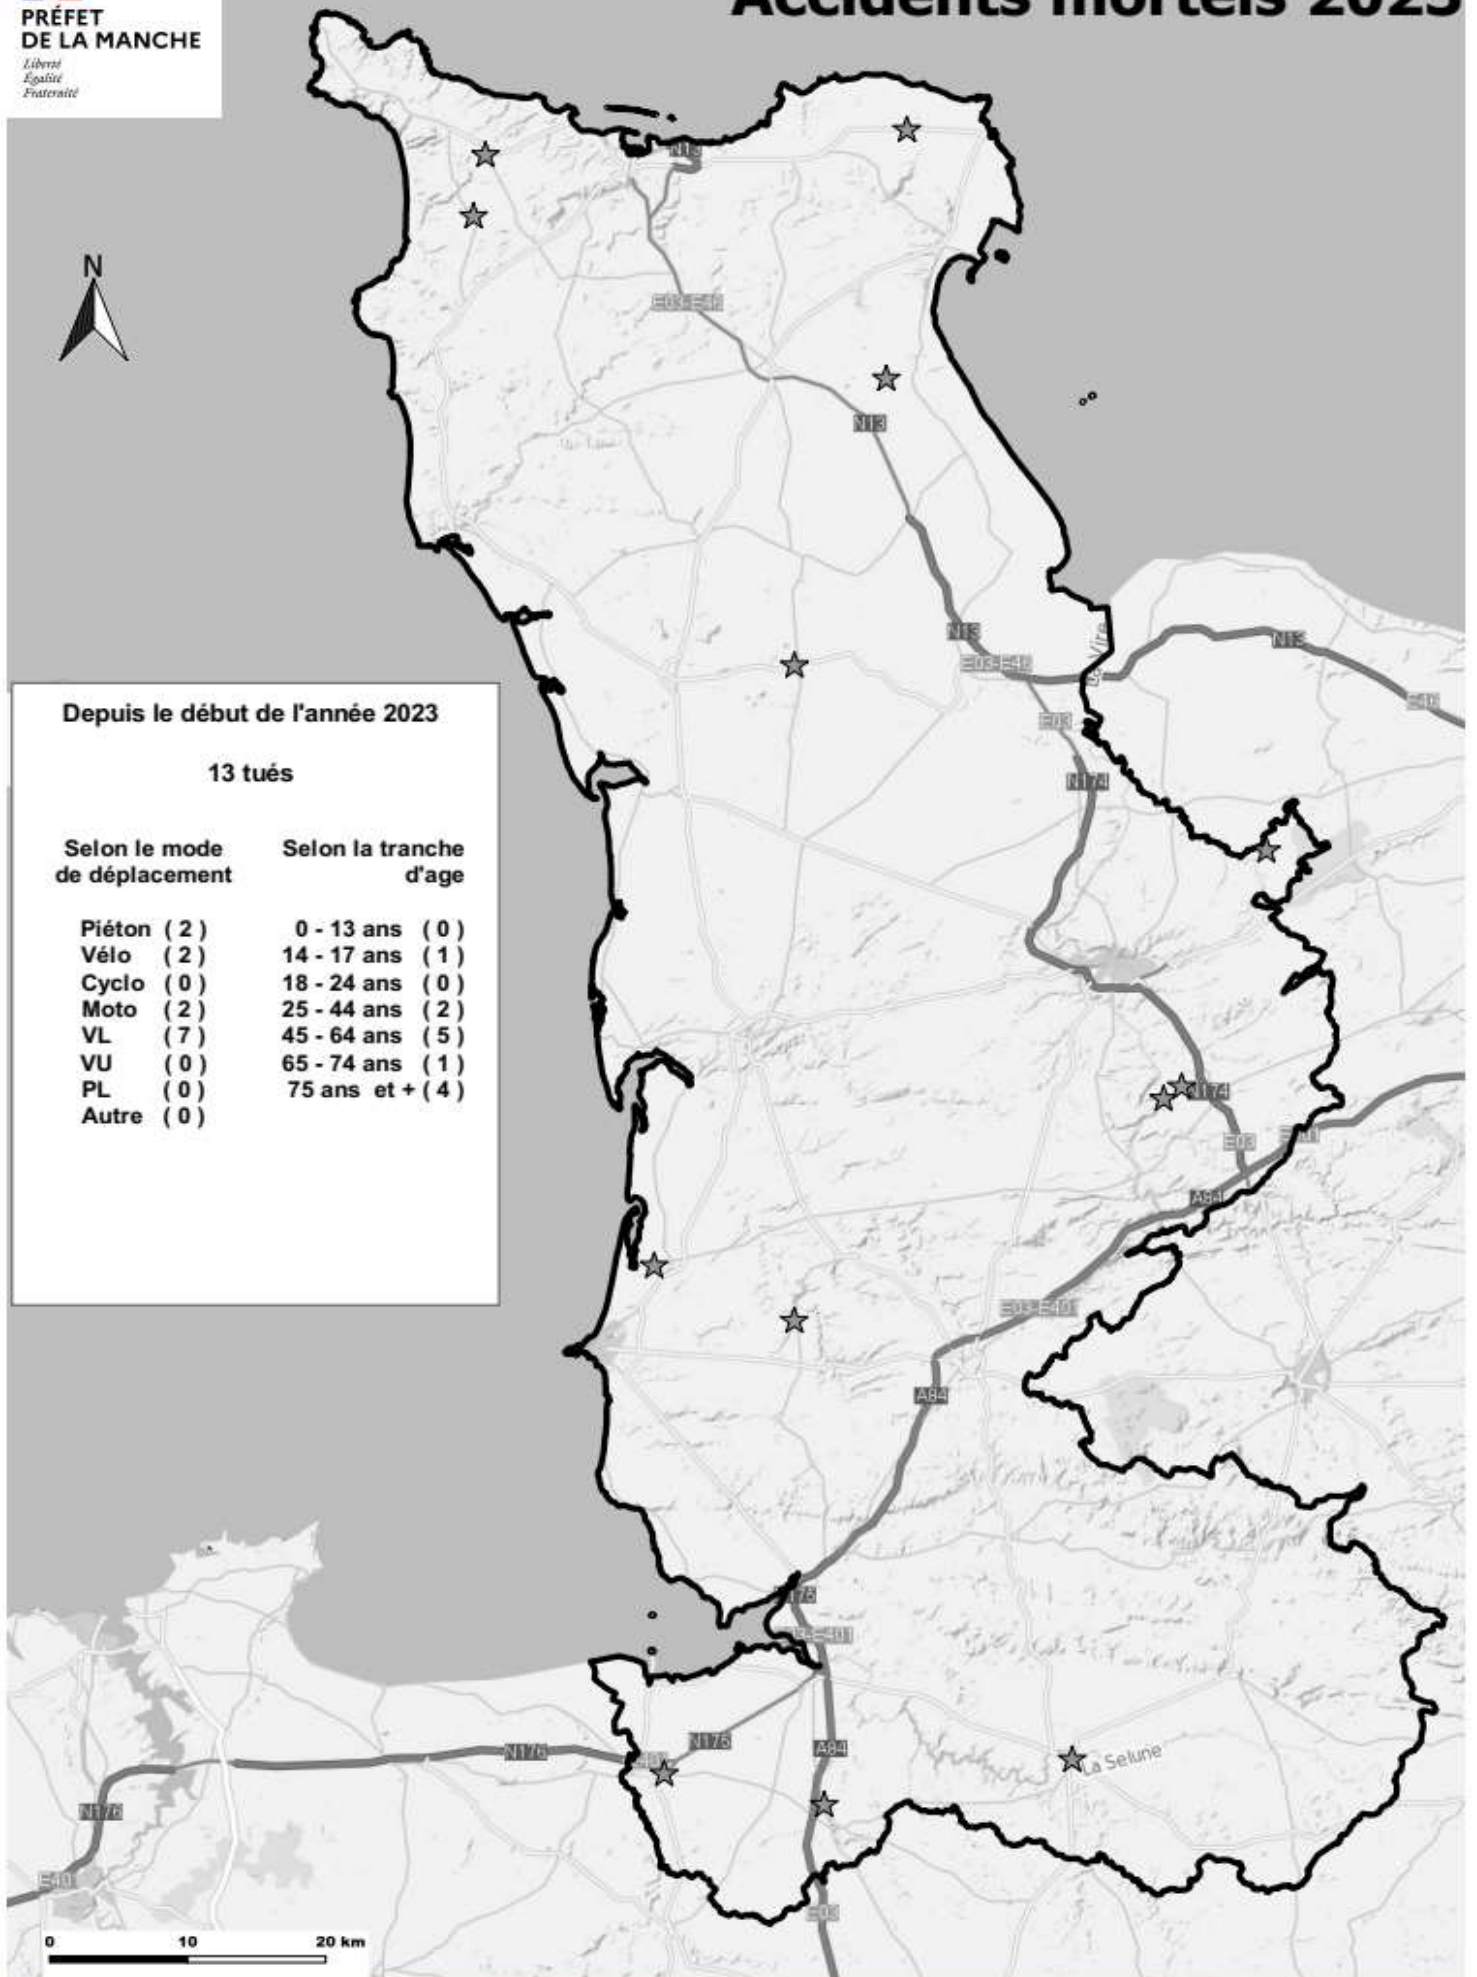 Accidents mortels 2023
PRÉFET
DE LA MANCHE
Liberté
Égalité
Fraternité
N13
N
E03-E46
N13
N13
E03-E46
La Vire
N13
E46
E03
N174
Depuis le début de l'année 2023
13 tués
Selon le mode de déplacement
Piéton ( 2 )
Vélo ( 2 )
Cyclo ( 0 )
Moto ( 2 )
VL ( 7 )
VU ( 0 )
PL ( 0 )
Autre ( 0 )
Selon la tranche d'age
0 - 13 ans ( 0 )
14 - 17 ans ( 1 )
18 - 24 ans ( 0 )
25 - 44 ans ( 2 )
45 - 64 ans ( 5 )
65 - 74 ans ( 1 )
75 ans et + ( 4 )
N174
E03
A84
E03-E401
A84
N175
A84
La Selune
N176
N176
E40
E03
0 10 20 km